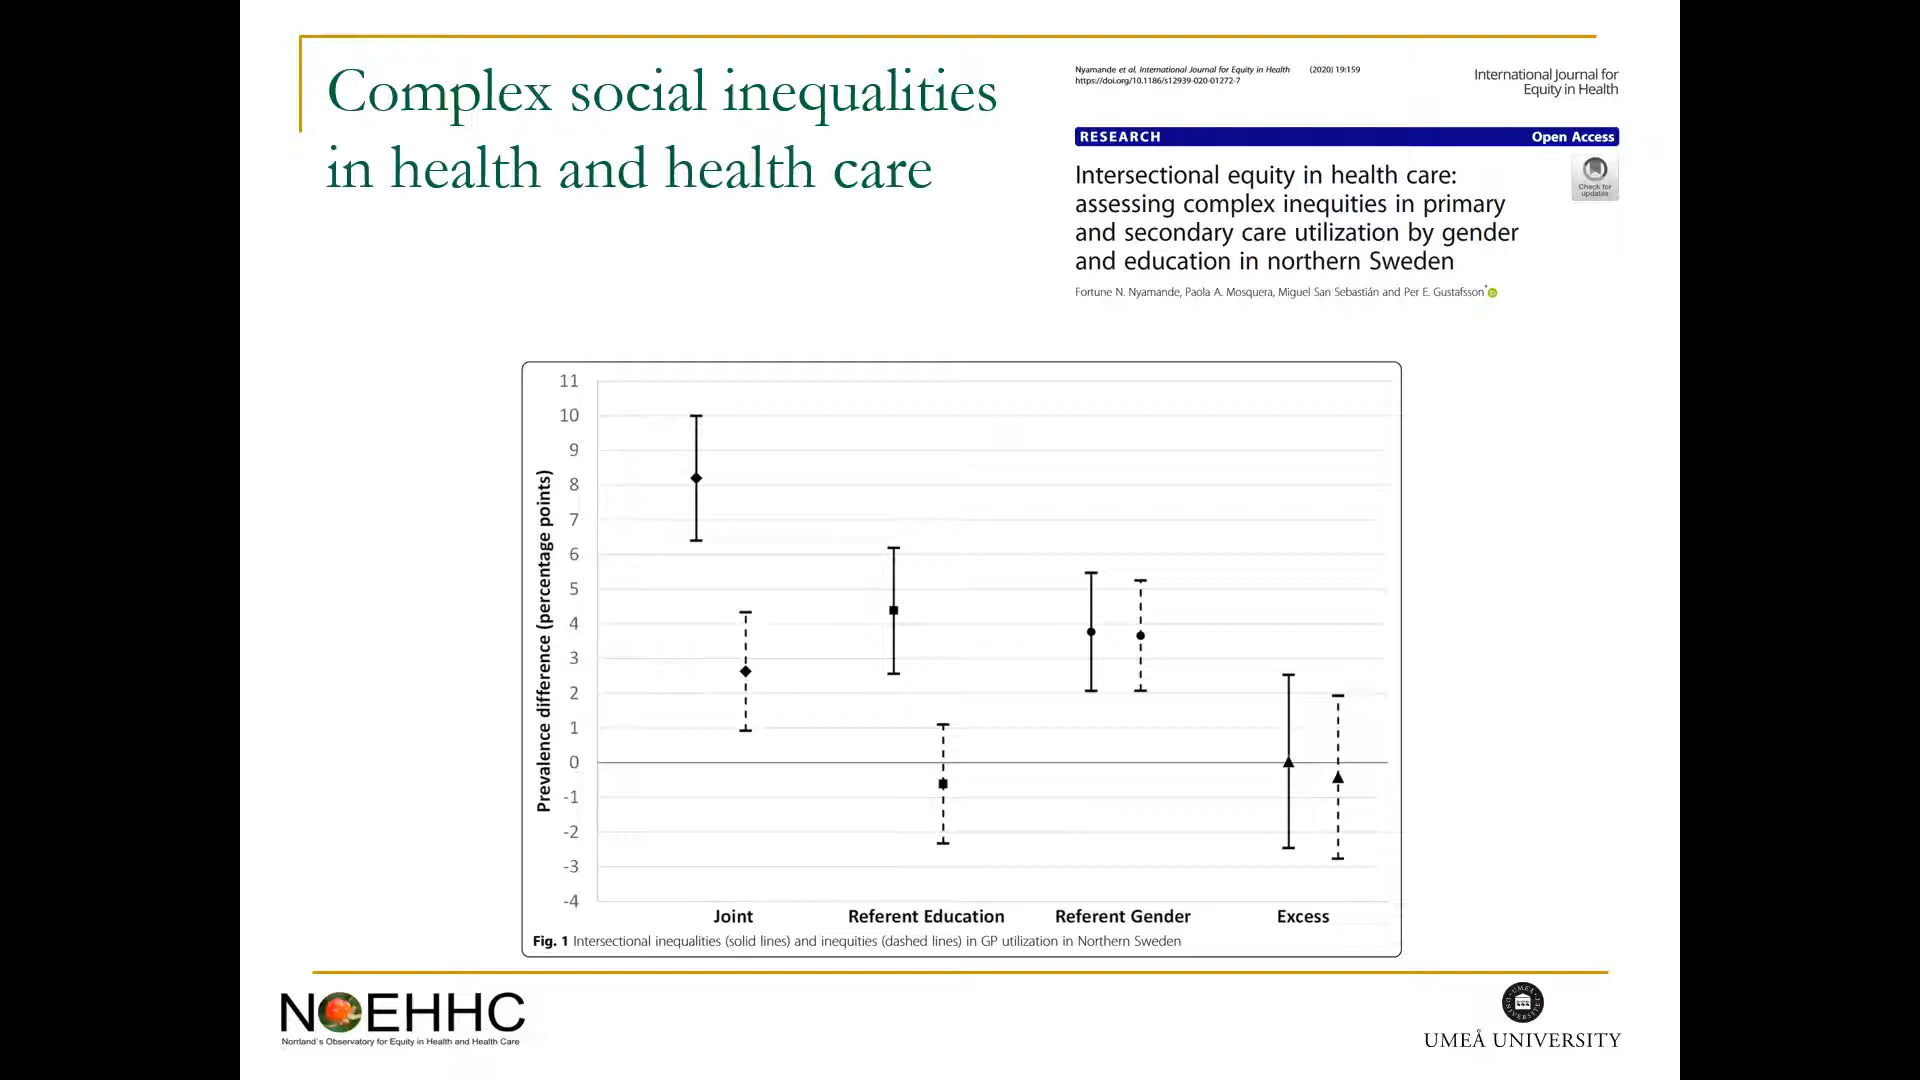 Complex social inequalities
in health and health care
Nyamande et al. International Journal for Equity in Health (2020) 19:159
https://doi.org/10.1186/s12939-020-01272-7
International Journal for
Equity in Health
RESEARCH Open Access
Check for
updates
Intersectional equity in health care:
assessing complex inequities in primary
and secondary care utilization by gender
and education in northern Sweden
Fortune N. Nyamande, Paola A. Mosquera, Miguel San Sebastián and Per E. Gustafsson*
Prevalence difference (percentage points)
11
10
9
8
7
6
5
4
3
2
1
0
-1
-2
-3
-4
Joint Referent Education Referent Gender Excess
Fig. 1 Intersectional inequalities (solid lines) and inequities (dashed lines) in GP utilization in Northern Sweden
NOEHHC
Norrland´s Observatory for Equity in Health and Health Care
UMEÅ UNIVERSITY